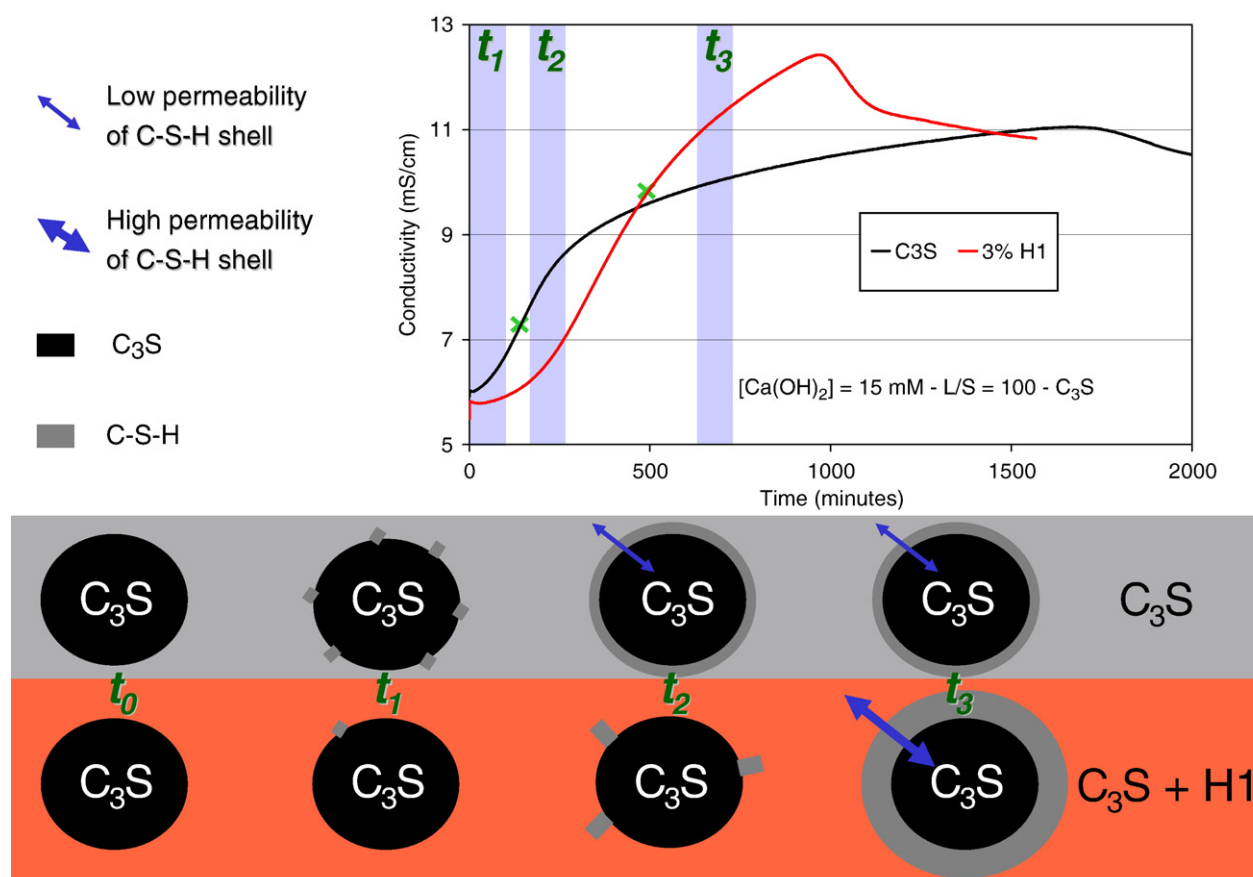 Low permeability
of C-S-H shell
High permeability
of C-S-H shell
C₃S
C-S-H
13
11
9
7
5
Conductivity (mS/cm)
t₁ t₂ t₃
C3S 3% H1
[Ca(OH)₂] = 15 mM - L/S = 100 - C₃S
0 500 1000 1500 2000
Time (minutes)
C₃S C₃S C₃S C₃S C₃S
t₀ t₁ t₂ t₃
C₃S C₃S C₃S C₃S C₃S + H1